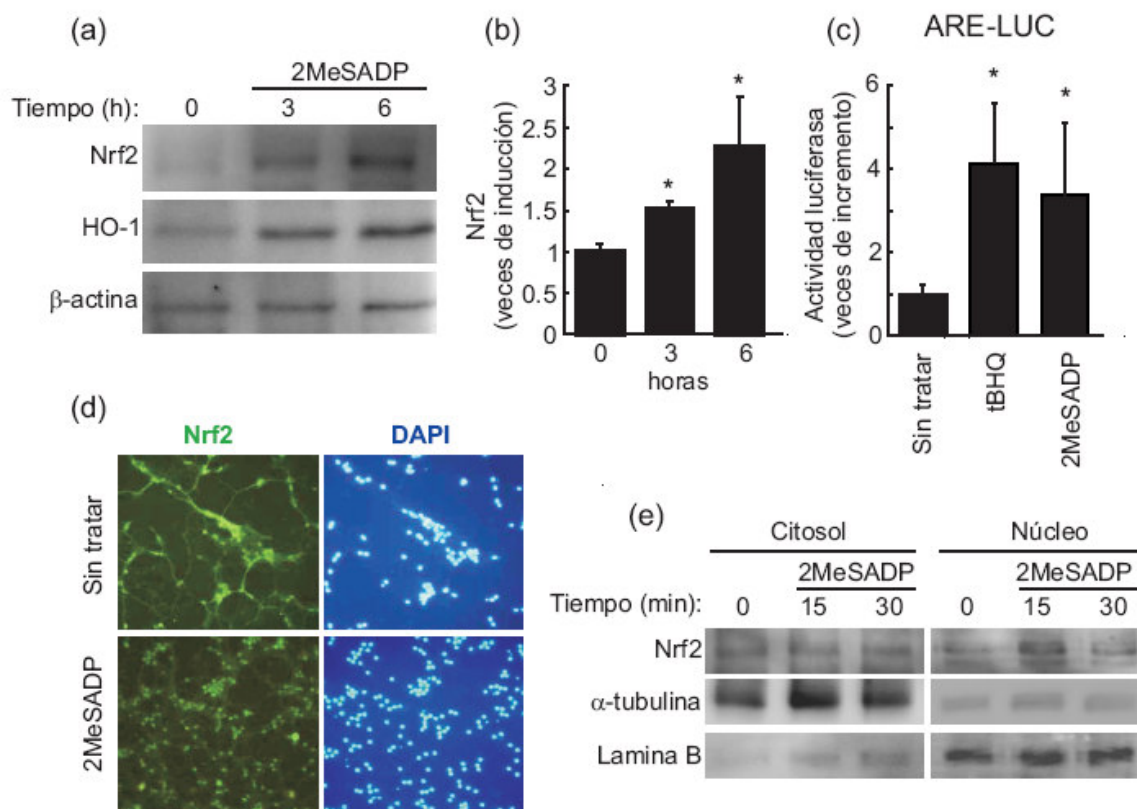 (a)
2MeSADP
Tiempo (h): 0 3 6
Nrf2
HO-1
β-actina
(b)
Nrf2
(veces de inducción)
3
2.5
2
1.5
1
0.5
0
* *
0 3 6
horas
(c) ARE-LUC
Actividad luciferasa
(veces de incremento)
6
4
2
0
* *
Sin tratar
tBHQ
2MeSADP
(d)
Nrf2 DAPI
Sin tratar
2MeSADP
(e)
Citosol Núcleo
2MeSADP 2MeSADP
Tiempo (min): 0 15 30 0 15 30
Nrf2
α-tubulina
Lamina B